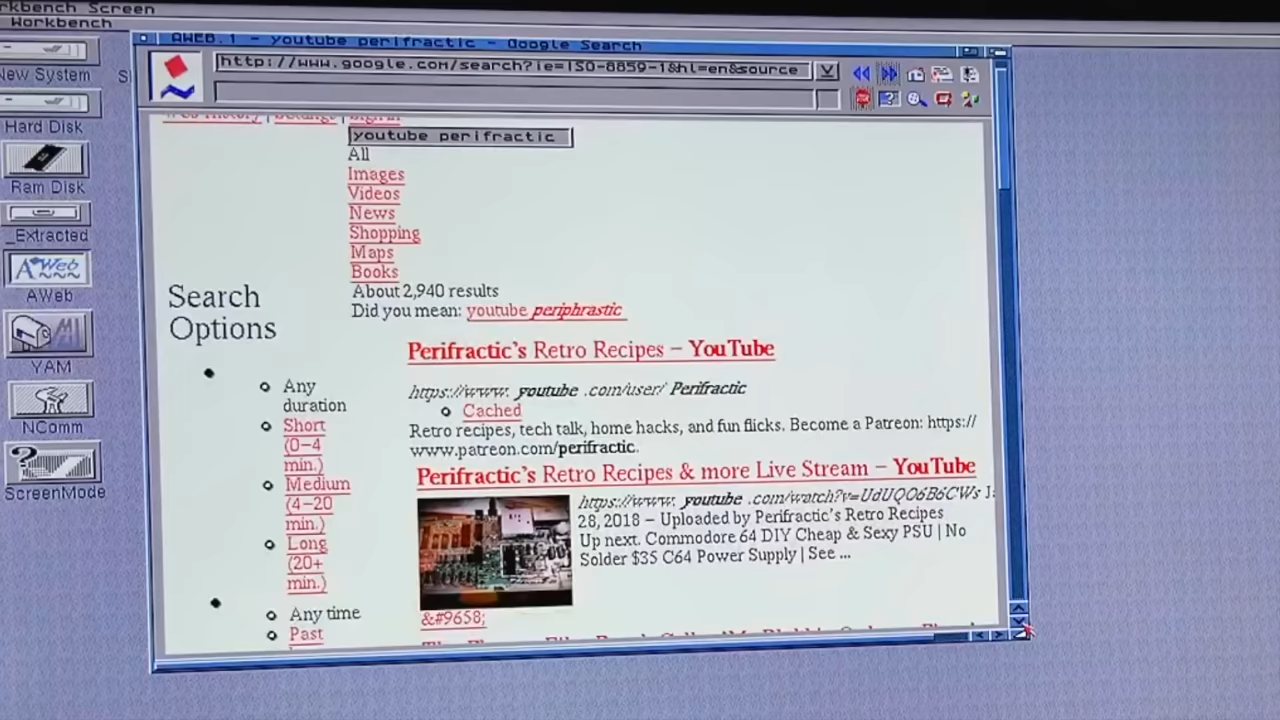 rkbench Screen
Workbench
AWEB.1 – youtube perifractic – Google Search
http://www.google.com/search?ie=ISO-8859-1&hl=en&source
New System
S
Hard Disk
Ram Disk
_Extracted
AWeb
AWeb
YAM
NComm
ScreenMode
youtube perifractic
All
Images
Videos
News
Shopping
Maps
Books
About 2,940 results
Did you mean: youtube periphrastic
Search
Options
Any
duration
Short
(0–4
min.)
Medium
(4–20
min.)
Long
(20+
min.)
Any time
Past
Perifractic's Retro Recipes – YouTube
https://www. youtube .com/user/ Perifractic
Cached
Retro recipes, tech talk, home hacks, and fun flicks. Become a Patreon: https://
www.patreon.com/perifractic.
Perifractic's Retro Recipes & more Live Stream – YouTube
https://www. youtube .com/watch?v=UdUQO6B6CWs
28, 2018 – Uploaded by Perifractic's Retro Recipes
Up next. Commodore 64 DIY Cheap & Sexy PSU | No
Solder $35 C64 Power Supply | See ...
&#9658;